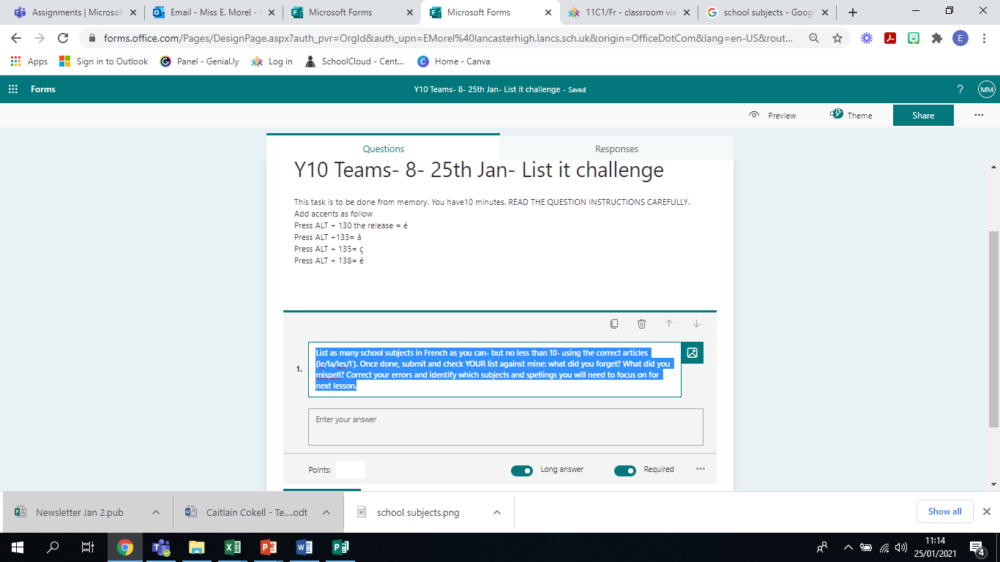 Assignments | Microsof
Email - Miss E. Morel -
Microsoft Forms
Microsoft Forms
11C1/Fr - classroom vie
school subjects - Googl
forms.office.com/Pages/DesignPage.aspx?auth_pvr=OrgId&auth_upn=EMorel%40lancasterhigh.lancs.sch.uk&origin=OfficeDotCom&lang=en-US&rout...
E
Apps
Sign in to Outlook
Panel - Genial.ly
Log in
SchoolCloud - Cent...
Home - Canva
Forms
Y10 Teams- 8- 25th Jan- List it challenge - Saved
?
MM
Preview
Theme
Share
Questions
Responses
Y10 Teams- 8- 25th Jan- List it challenge
This task is to be done from memory. You have10 minutes. READ THE QUESTION INSTRUCTIONS CAREFULLY.
Add accents as follow
Press ALT + 130 the release = é
Press ALT +133= à
Press ALT + 135= ç
Press ALT + 138= è
1.
List as many school subjects in French as you can- but no less than 10- using the correct articles
(le/la/les/l'). Once done, submit and check YOUR list against mine: what did you forget? What did you
mispell? Correct your errors and identify which subjects and spellings you will need to focus on for
next lesson.
Enter your answer
Points:
Long answer
Required
Newsletter Jan 2.pub
Caitlain Cokell - Te....odt
school subjects.png
Show all
11:14
25/01/2021
4